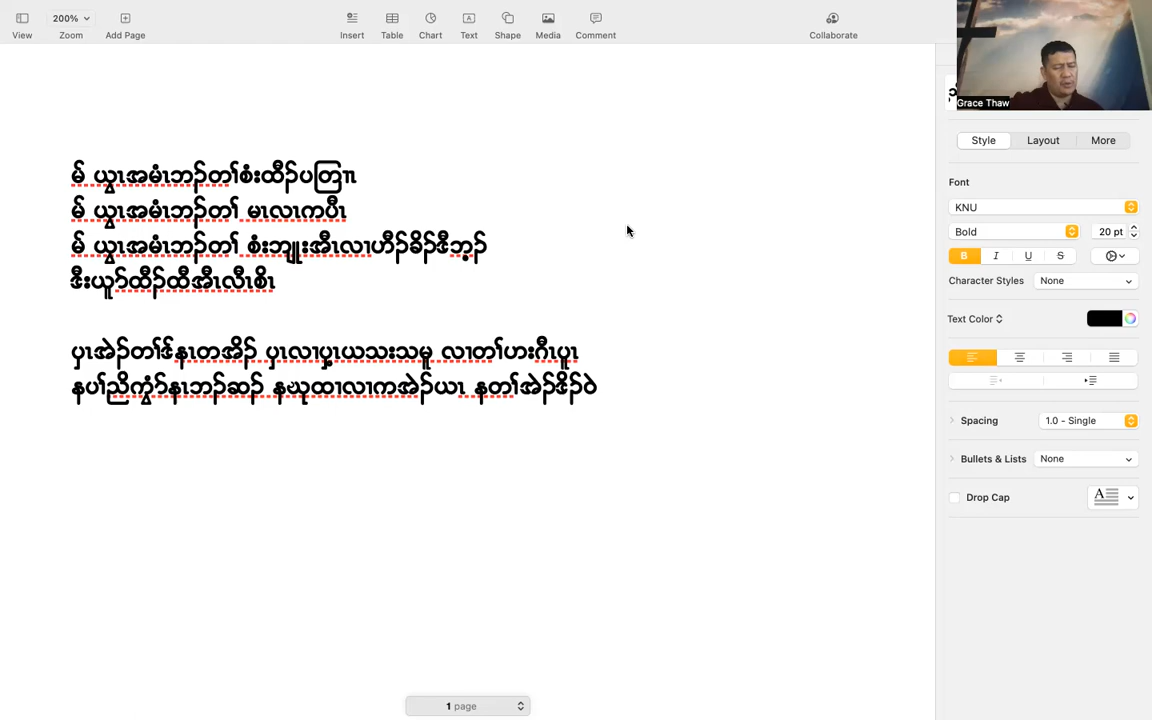 View
200%
Zoom
Add Page
Insert
Table
Chart
Text
Shape
Media
Comment
Collaborate
Grace Thaw
မ့ၢ် ယွၤအမံၤဘၣ်တၢ်စံးထီၣ်ပတြၢၤ
မ့ၢ် ယွၤအမံၤဘၣ်တၢ် မၤလၤကပီၤ
မ့ၢ် ယွၤအမံၤဘၣ်တၢ် စံးဘျုးအီၤလၢဟီၣ်ခိၣ်ဒီဘ့ၣ်
ဒီးယူာ်ထီၣ်ထီအီၤလီၤစိၤ
ပှၤအဲၣ်တၢ်ဒ်နၤတအိၣ် ပှၤလၢပှဲၤယသးသမူ လၢတၢ်ဟးဂီၤပူၤ
နပၢ်ညိကွံာ်နၤဘၣ်ဆၣ် နဃုထၢလၢကအဲၣ်ယၤ နတၢ်အဲၣ်ဒိၣ်ဝဲ
Style
Layout
More
Font
KNU
Bold
20 pt
B
I
U
S
Character Styles
None
Text Color
Spacing
1.0 - Single
Bullets & Lists
None
Drop Cap
1 page